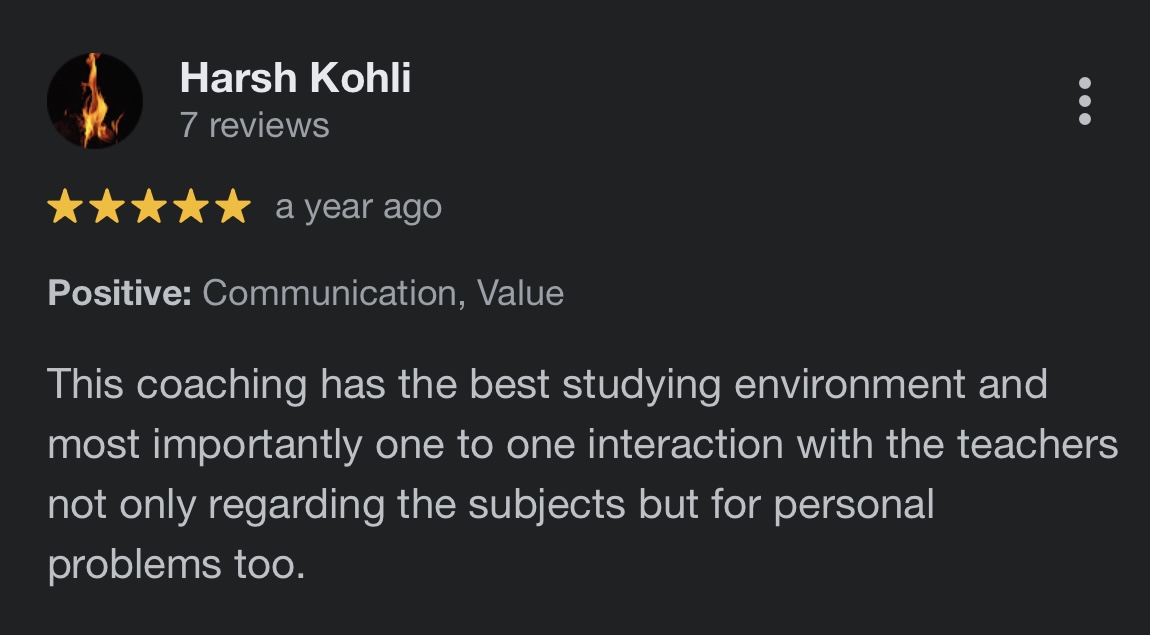 Harsh Kohli
7 reviews
a year ago
Positive: Communication, Value
This coaching has the best studying environment and
most importantly one to one interaction with the teachers
not only regarding the subjects but for personal
problems too.